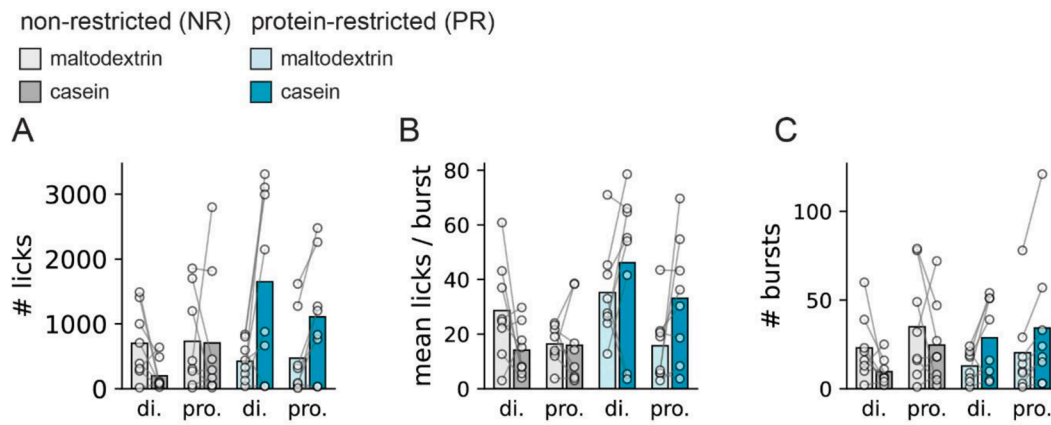 non-restricted (NR) protein-restricted (PR)
maltodextrin maltodextrin
casein casein
A B C
# licks
3000
2000
1000
0
di. pro. di. pro.
mean licks / burst
80
60
40
20
0
di. pro. di. pro.
# bursts
100
50
0
di. pro. di. pro.